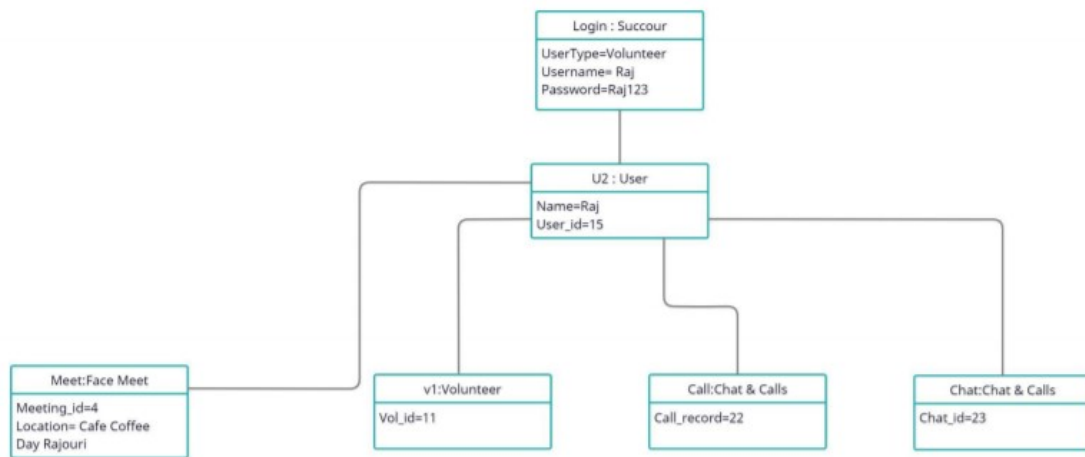 Login : Succour
UserType=Volunteer
Username= Raj
Password=Raj123
U2 : User
Name=Raj
User_id=15
Meet:Face Meet
Meeting_id=4
Location= Cafe Coffee
Day Rajouri
v1:Volunteer
Vol_id=11
Call:Chat & Calls
Call_record=22
Chat:Chat & Calls
Chat_id=23